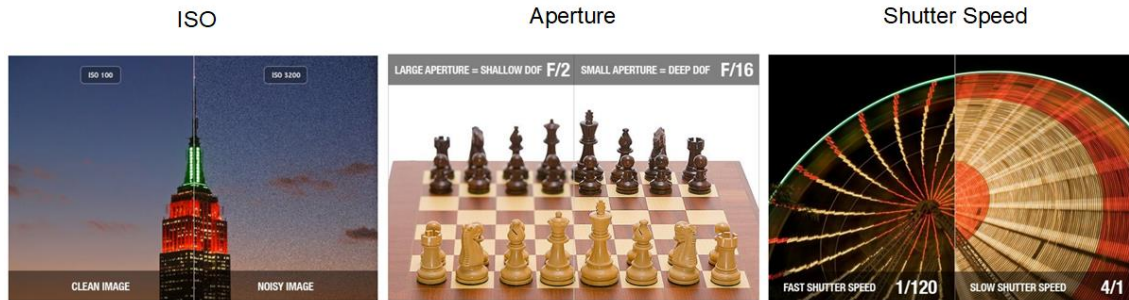 ISO
Aperture
Shutter Speed
ISO 100
ISO 3200
CLEAN IMAGE
NOISY IMAGE
LARGE APERTURE = SHALLOW DOF F/2
SMALL APERTURE = DEEP DOF F/16
FAST SHUTTER SPEED 1/120
SLOW SHUTTER SPEED 4/1